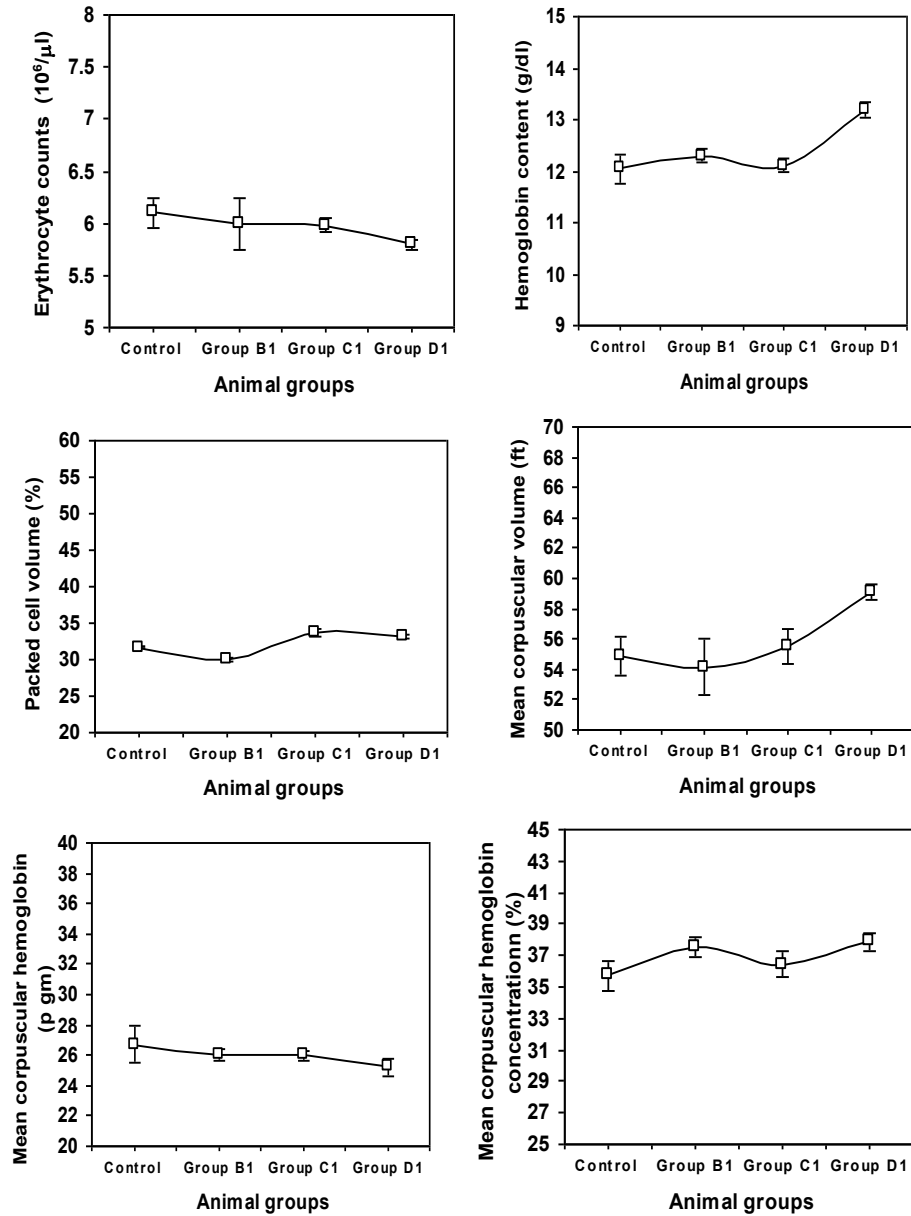 Erythrocyte counts (10⁶/μl)
8
7.5
7
6.5
6
5.5
5
Control Group B1 Group C1 Group D1
Animal groups
Hemoglobin content (g/dl)
15
14
13
12
11
10
9
Control Group B1 Group C1 Group D1
Animal groups
Packed cell volume (%)
60
55
50
45
40
35
30
25
20
Control Group B1 Group C1 Group D1
Animal groups
Mean corpuscular volume (ft)
70
68
66
64
62
60
58
56
54
52
50
Control Group B1 Group C1 Group D1
Animal groups
Mean corpuscular hemoglobin
(p gm)
40
38
36
34
32
30
28
26
24
22
20
Control Group B1 Group C1 Group D1
Animal groups
Mean corpuscular hemoglobin
concentrationn (%)
45
43
41
39
37
35
33
31
29
27
25
Control Group B1 Group C1 Group D1
Animal groups